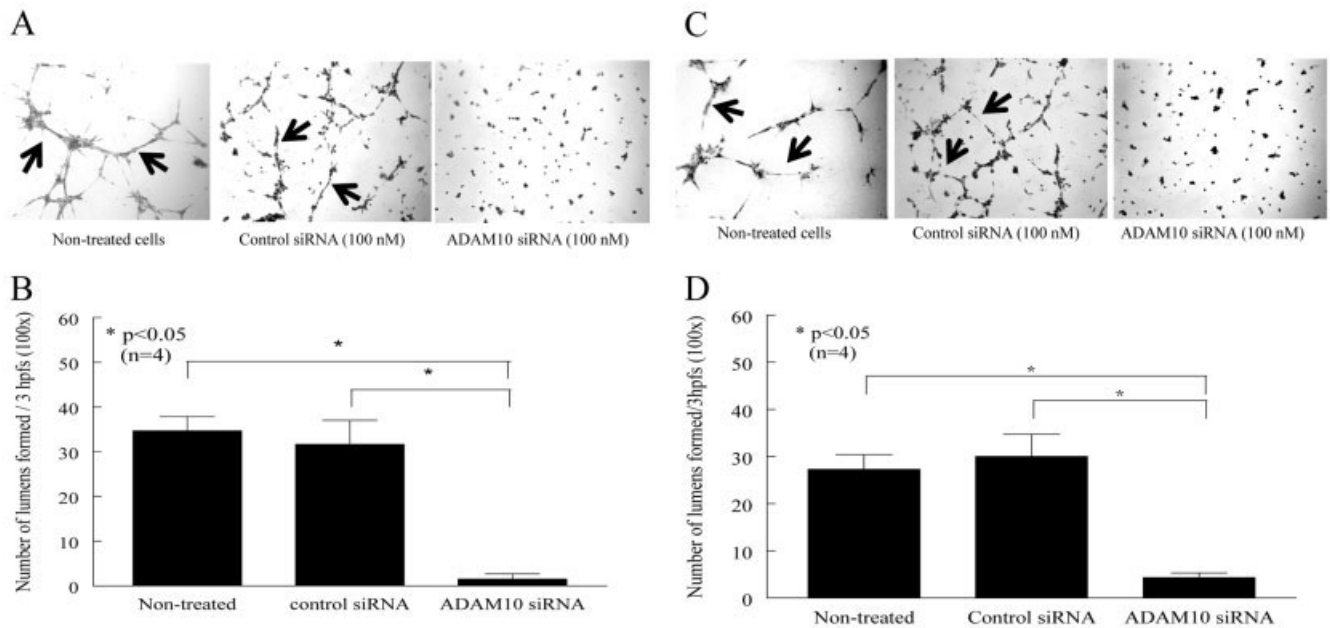 A
Non-treated cells
Control siRNA (100 nM)
ADAM10 siRNA (100 nM)
B
Number of lumens formed / 3 hpfs (100x)
60
50
40
30
20
10
0
* p<0.05
(n=4)
*
*
Non-treated
control siRNA
ADAM10 siRNA
C
Non-treated cells
Control siRNA (100 nM)
ADAM10 siRNA (100 nM)
D
Number of lumens formed/3hpfs (100x)
60
50
40
30
20
10
0
* p<0.05
(n=4)
*
*
Non-treated
Control siRNA
ADAM10 siRNA